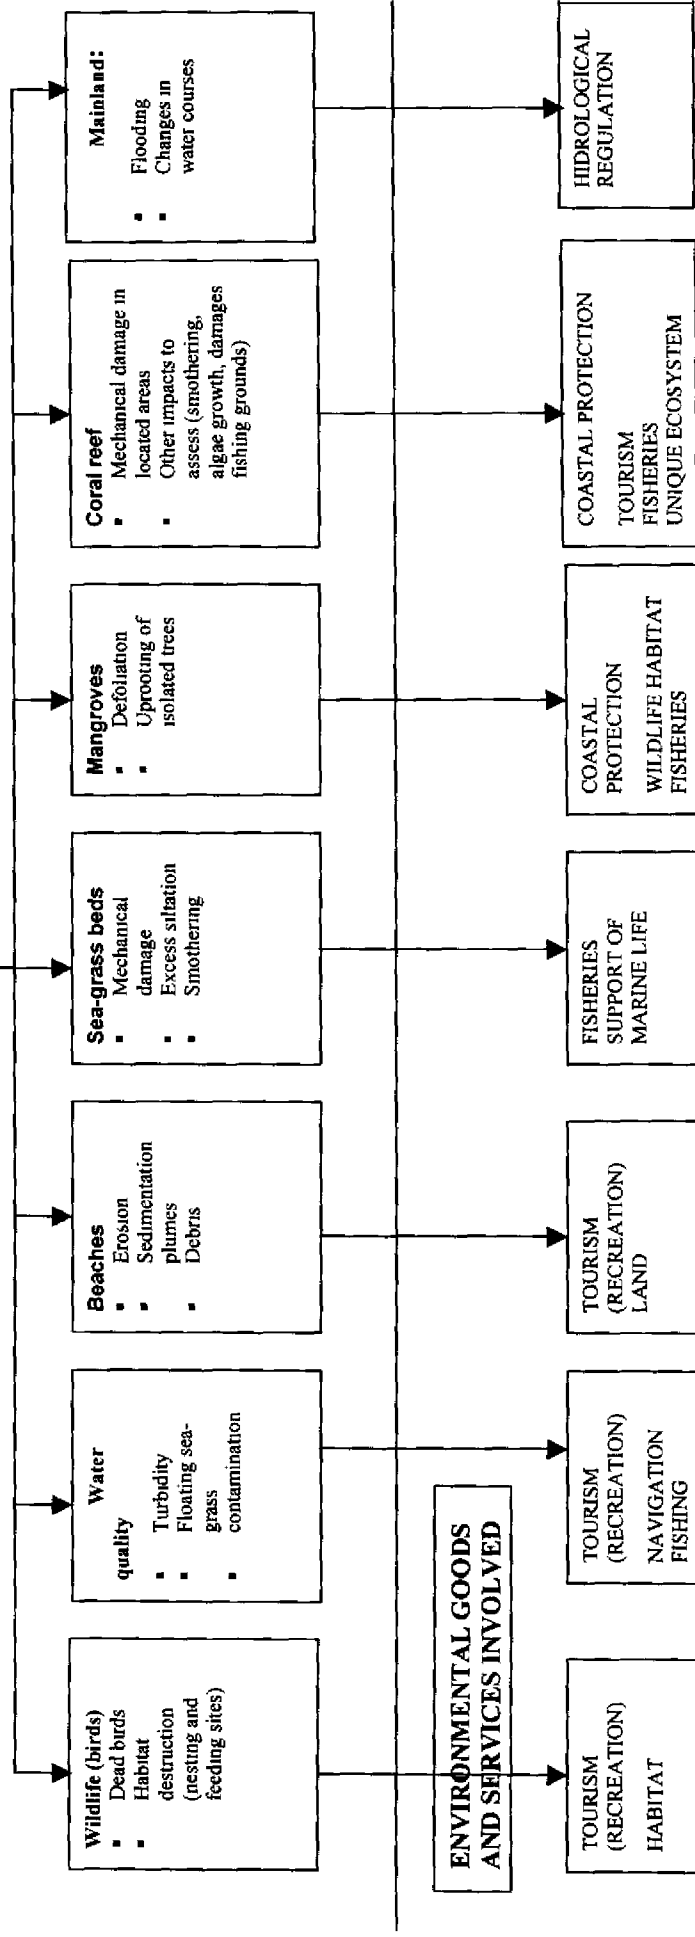 Wildlife (birds)
▪ Dead birds
▪ Habitat
destruction
(nesting and
feeding sites)
Water
quality
▪ Turbidity
▪ Floating sea-
grass
▪ contamination
Beaches
▪ Erosion
▪ Sedimentation
plumes
▪ Debris
Sea-grass beds
▪ Mechanical
damage
▪ Excess siltation
▪ Smothering
Mangroves
▪ Defoliation
▪ Uprooting of
isolated trees
Coral reef
▪ Mechanical damage in
located areas
▪ Other impacts to
assess (smothering,
algae growth, damages
fishing grounds)
Mainland:
▪ Flooding
▪ Changes in
water courses
ENVIRONMENTAL GOODS
AND SERVICES INVOLVED
TOURISM
(RECREATION)
HABITAT
TOURISM
(RECREATION)
NAVIGATION
FISHING
TOURISM
(RECREATION)
LAND
FISHERIES
SUPPORT OF
MARINE LIFE
COASTAL
PROTECTION
WILDLIFE HABITAT
FISHERIES
COASTAL PROTECTION
TOURISM
FISHERIES
UNIQUE ECOSYSTEM
HIDROLOGICAL
REGULATION